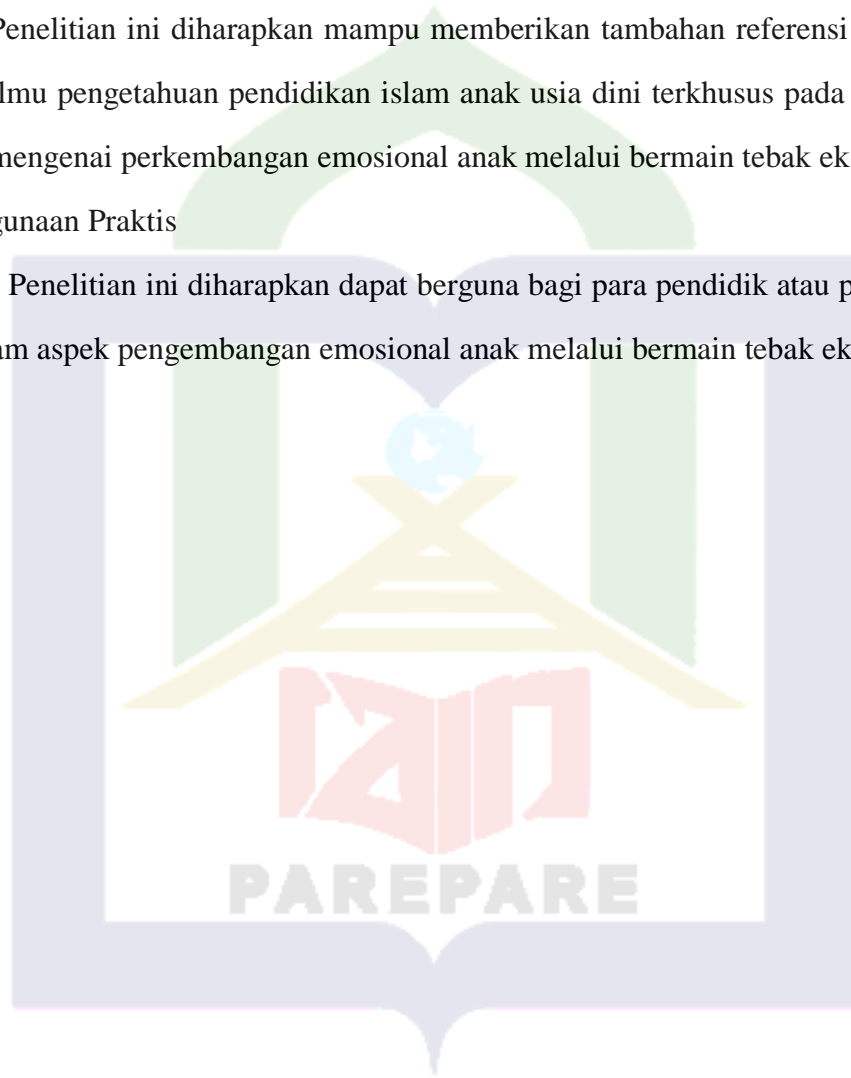 Penelitian ini diharapkan mampu memberikan tambahan referensi
lmu pengetahuan pendidikan islam anak usia dini terkhusus pada
mengenai perkembangan emosional anak melalui bermain tebak ek
gunaan Praktis
Penelitian ini diharapkan dapat berguna bagi para pendidik atau p
am aspek pengembangan emosional anak melalui bermain tebak ek
iain
PAREPARE